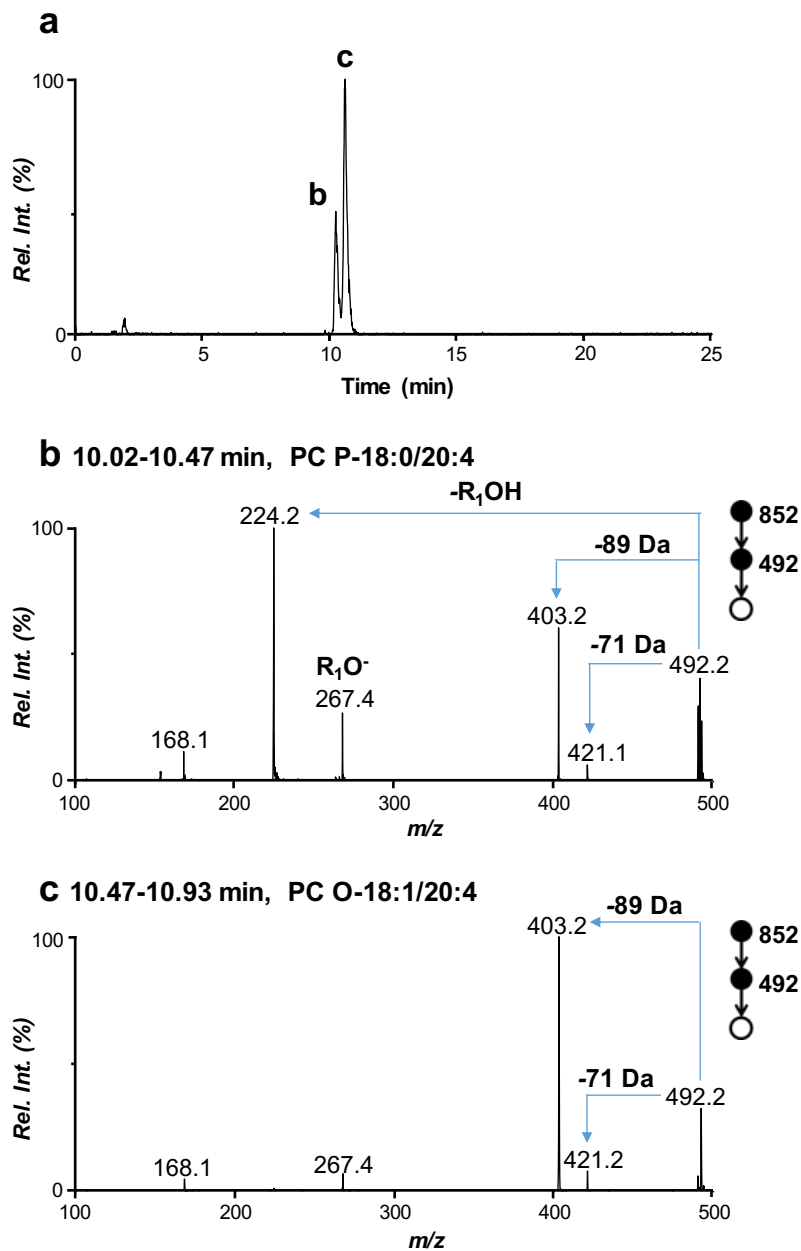 a
c
100
b
Rel. Int. (%)
0
0 5 10 15 20 25
Time (min)
b 10.02-10.47 min, PC P-18:0/20:4
-R₁OH
100
224.2
852
-89 Da
492
403.2
-71 Da
492.2
R₁O⁻
267.4
Rel. Int. (%)
168.1
421.1
0
100 200 300 400 500
m/z
c 10.47-10.93 min, PC O-18:1/20:4
-89 Da
403.2
852
100
492
-71 Da
492.2
Rel. Int. (%)
168.1
267.4
421.2
0
100 200 300 400 500
m/z